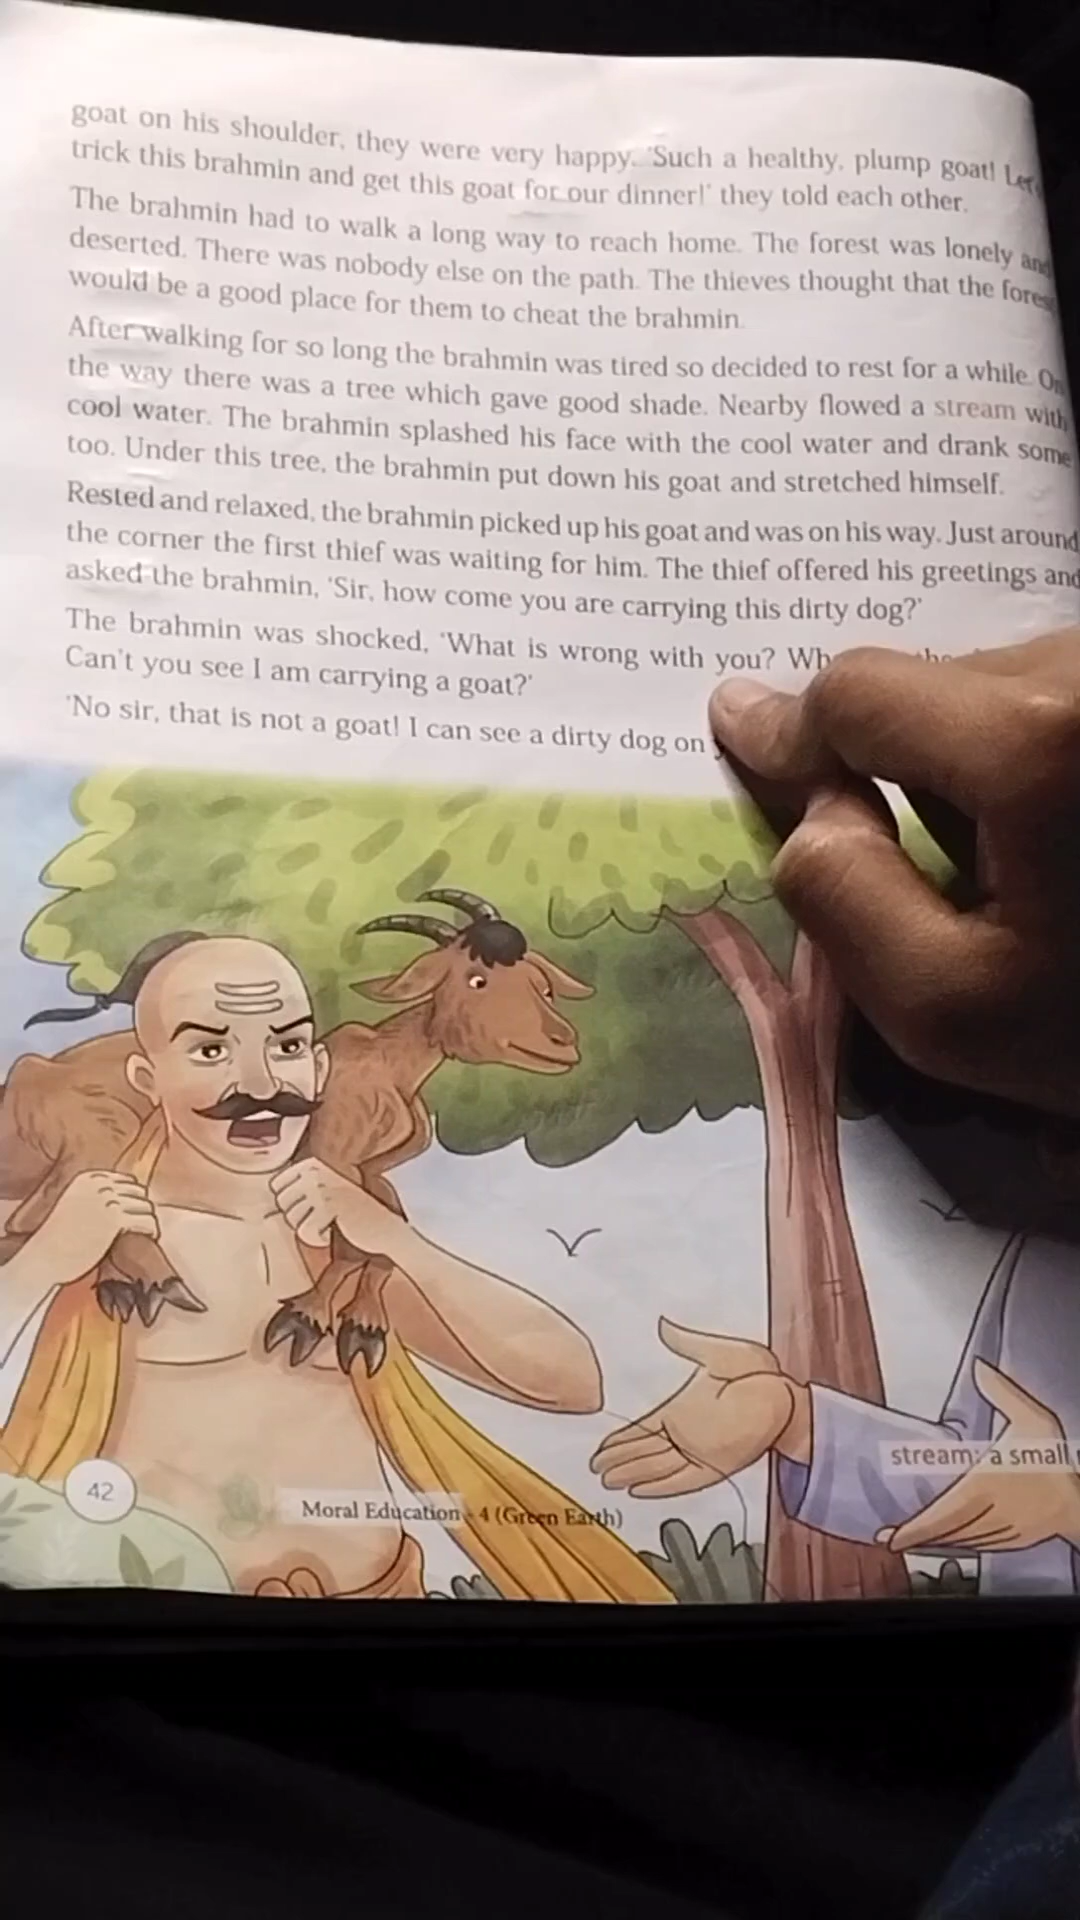 goat on his shoulder, they were very happy. 'Such a healthy, plump goat! Let
trick this brahmin and get this goat for our dinner!' they told each other.
The brahmin had to walk a long way to reach home. The forest was lonely and
deserted. There was nobody else on the path. The thieves thought that the forest
would be a good place for them to cheat the brahmin.
After walking for so long the brahmin was tired so decided to rest for a while. On
the way there was a tree which gave good shade. Nearby flowed a stream with
cool water. The brahmin splashed his face with the cool water and drank some
too. Under this tree, the brahmin put down his goat and stretched himself.
Rested and relaxed, the brahmin picked up his goat and was on his way. Just around
the corner the first thief was waiting for him. The thief offered his greetings and
asked the brahmin, 'Sir, how come you are carrying this dirty dog?'
The brahmin was shocked, 'What is wrong with you?
Can't you see I am carrying a goat?'
'No sir, that is not a goat! I can see a dirty dog on
stream: a small
42
Moral Education - 4 (Green Earth)